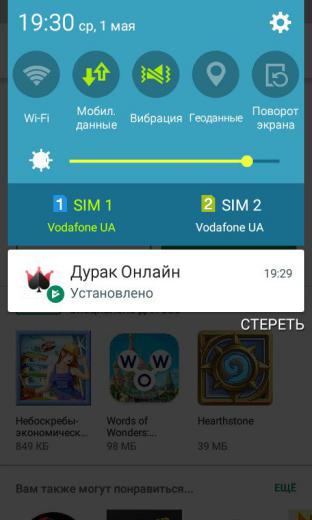 19:30 ср, 1 мая
Wi-Fi
Мобил. данные
Вибрация
Геоданные
Поворот экрана
1 SIM 1
Vodafone UA
2 SIM 2
Vodafone UA
Дурак Онлайн 19:29
Установлено
СТЕРЕТЬ
W W
O
Небоскребы-
экономическ...
849 КБ
Words of
Wonders:...
98 МБ
Hearthstone
39 МБ
Вам также могут понравиться... ЕЩЁ